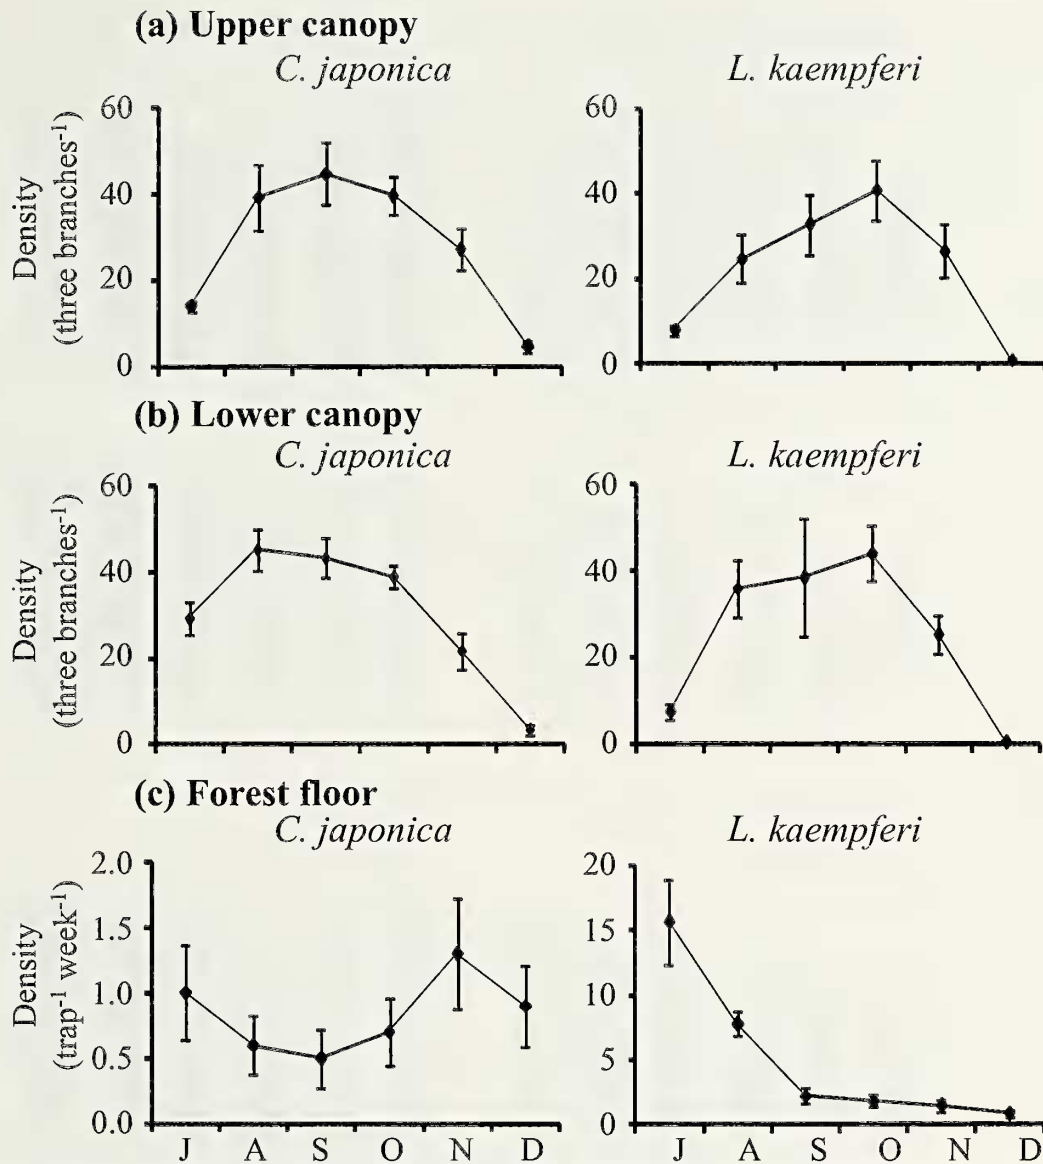 (a) Upper canopy
C. japonica L. kaempferi
Density
(three branches-1)
60
40
20
0
60
40
20
0
(b) Lower canopy
C. japonica L. kaempferi
Density
(three branches-1)
60
40
20
0
60
40
20
0
(c) Forest floor
C. japonica L. kaempferi
Density
(trap-1 week-1)
2.0
1.5
1.0
0.5
0.0
20
15
10
5
0
J A S O N D J A S O N D